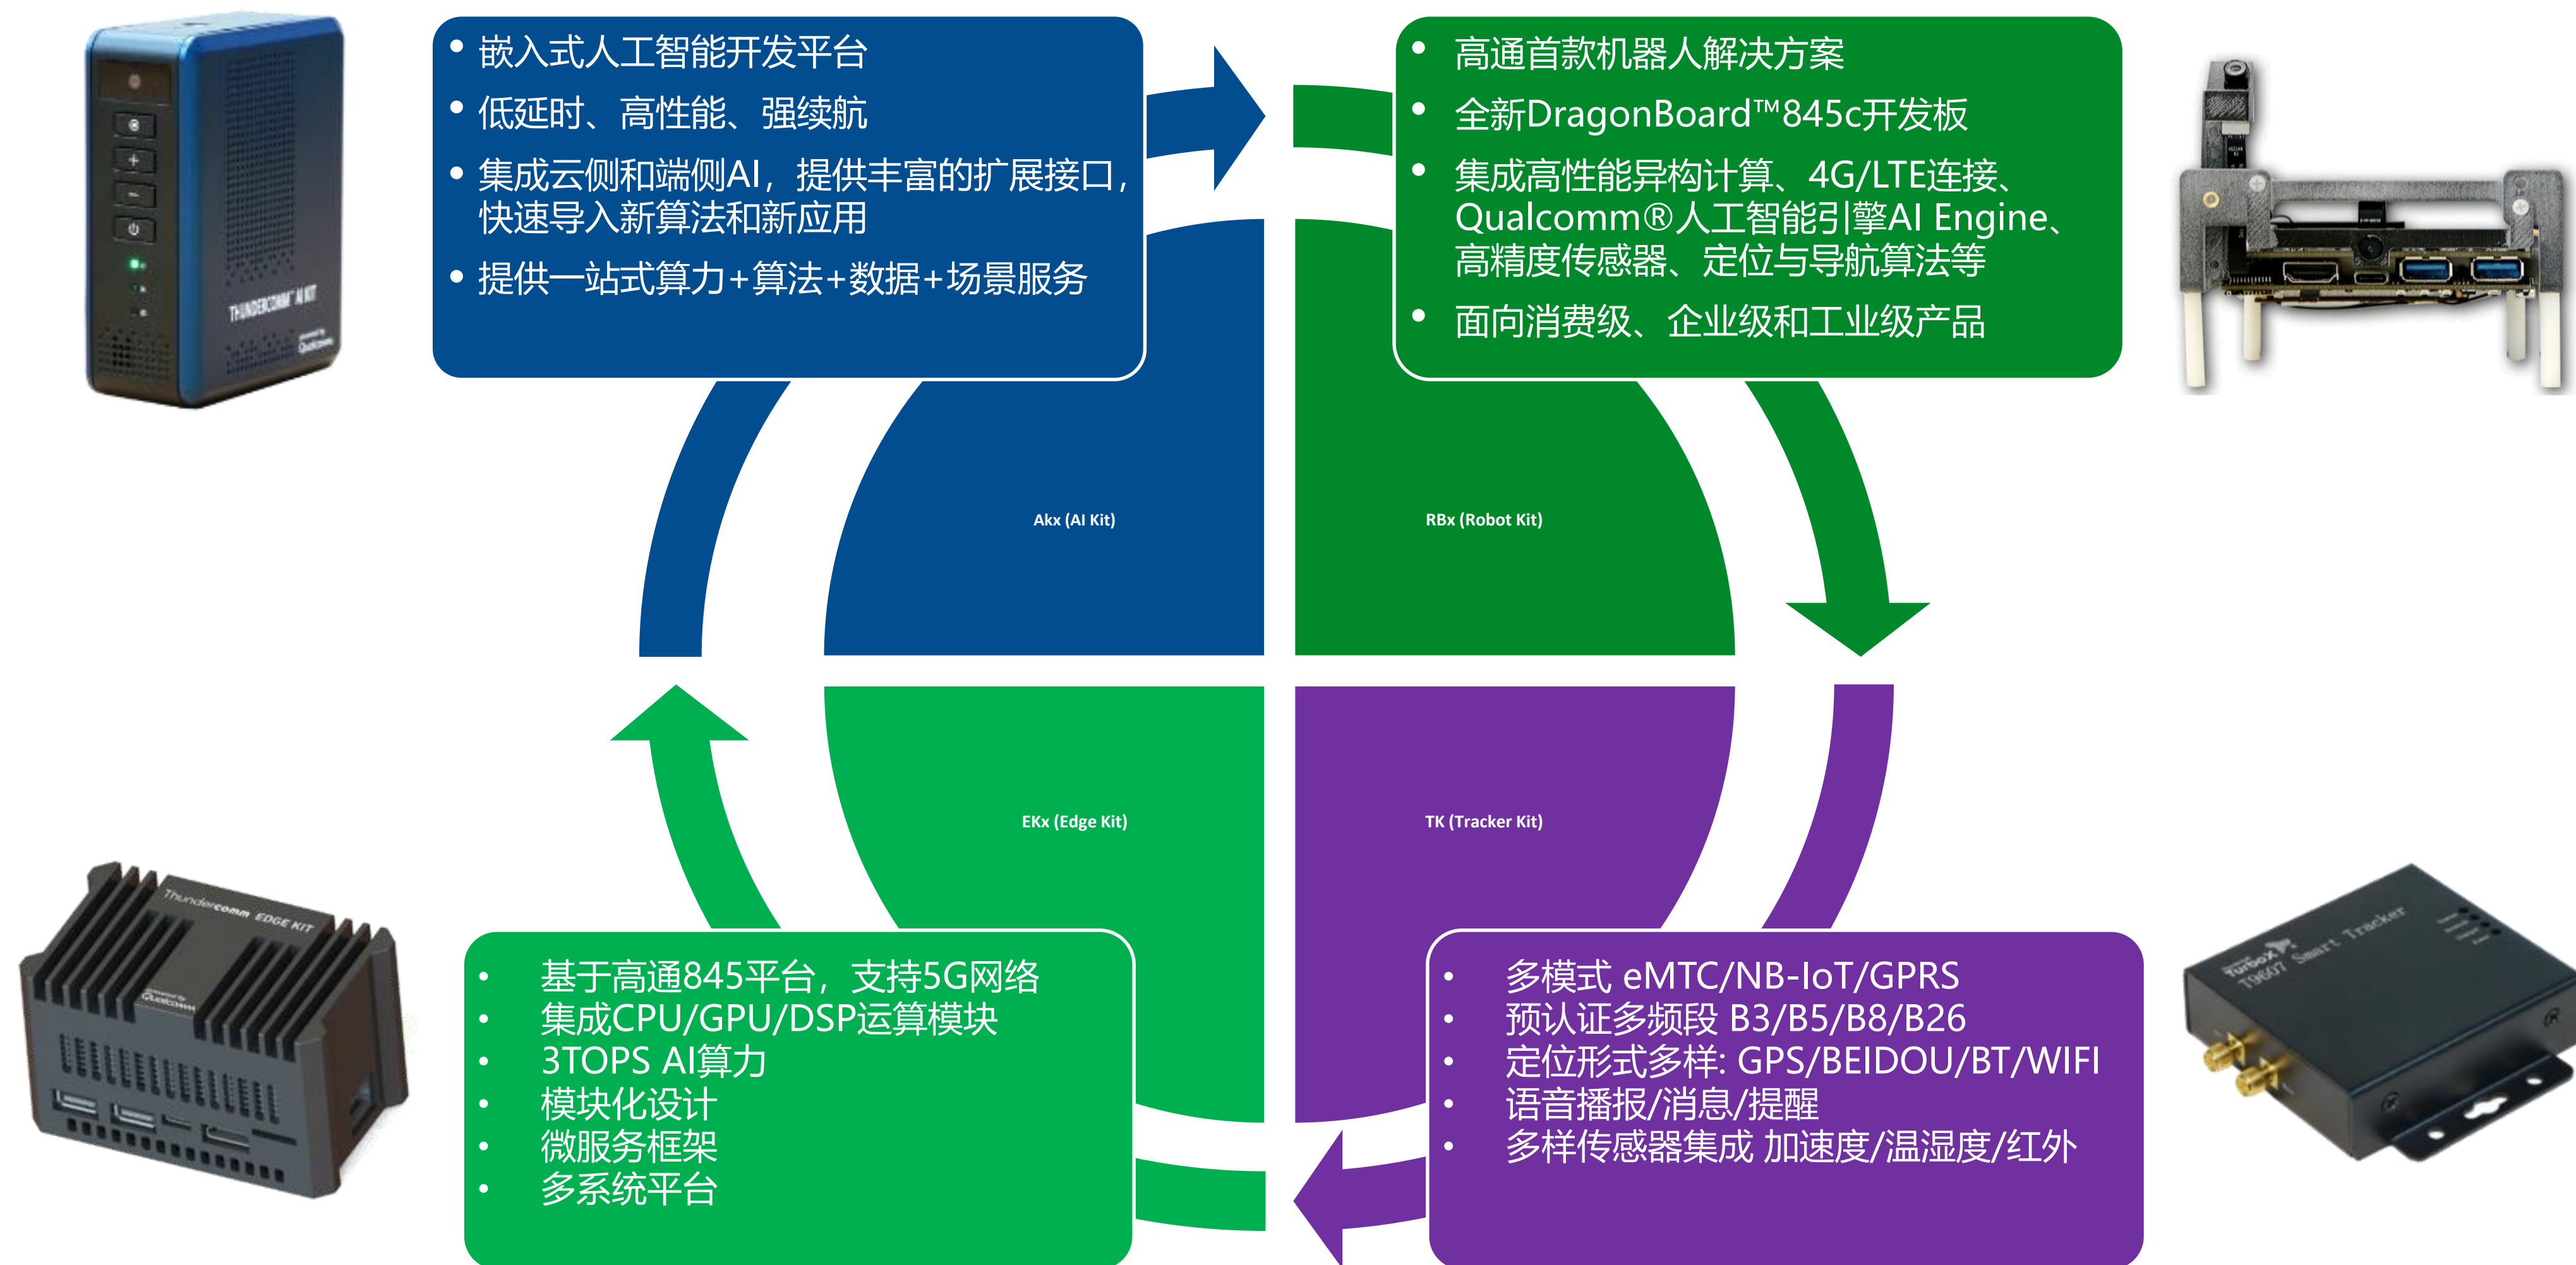 THUNDERCOMM™ AI KIT
powered by
Qualcomm
• 嵌入式人工智能开发平台
• 低延时、高性能、强续航
• 集成云侧和端侧AI，提供丰富的扩展接口，
快速导入新算法和新应用
• 提供一站式算力+算法+数据+场景服务
• 高通首款机器人解决方案
• 全新DragonBoard™845c开发板
• 集成高性能异构计算、4G/LTE连接、
Qualcomm®人工智能引擎AI Engine、
高精度传感器、定位与导航算法等
• 面向消费级、企业级和工业级产品
Akx (AI Kit)
RBx (Robot Kit)
EKx (Edge Kit)
TK (Tracker Kit)
Thundercomm EDGE KIT
powered by
Qualcomm
• 基于高通845平台，支持5G网络
• 集成CPU/GPU/DSP运算模块
• 3TOPS AI算力
• 模块化设计
• 微服务框架
• 多系统平台
• 多模式 eMTC/NB-IoT/GPRS
• 预认证多频段 B3/B5/B8/B26
• 定位形式多样: GPS/BEIDOU/BT/WIFI
• 语音播报/消息/提醒
• 多样传感器集成 加速度/温湿度/红外
TurboX
T9607 Smart Tracker